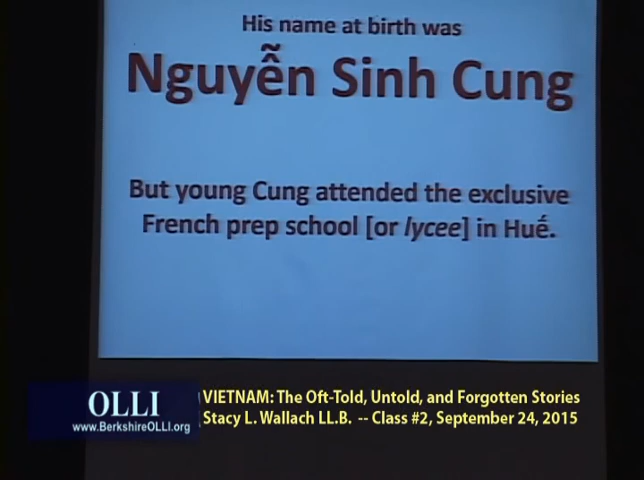 His name at birth was
Nguyễn Sinh Cung
But young Cung attended the exclusive
French prep school [or lycee] in Huế.
OLLI
www.BerkshireOLLI.org
VIETNAM: The Oft-Told, Untold, and Forgotten Stories
Stacy L. Wallach LL.B. -- Class #2, September 24, 2015